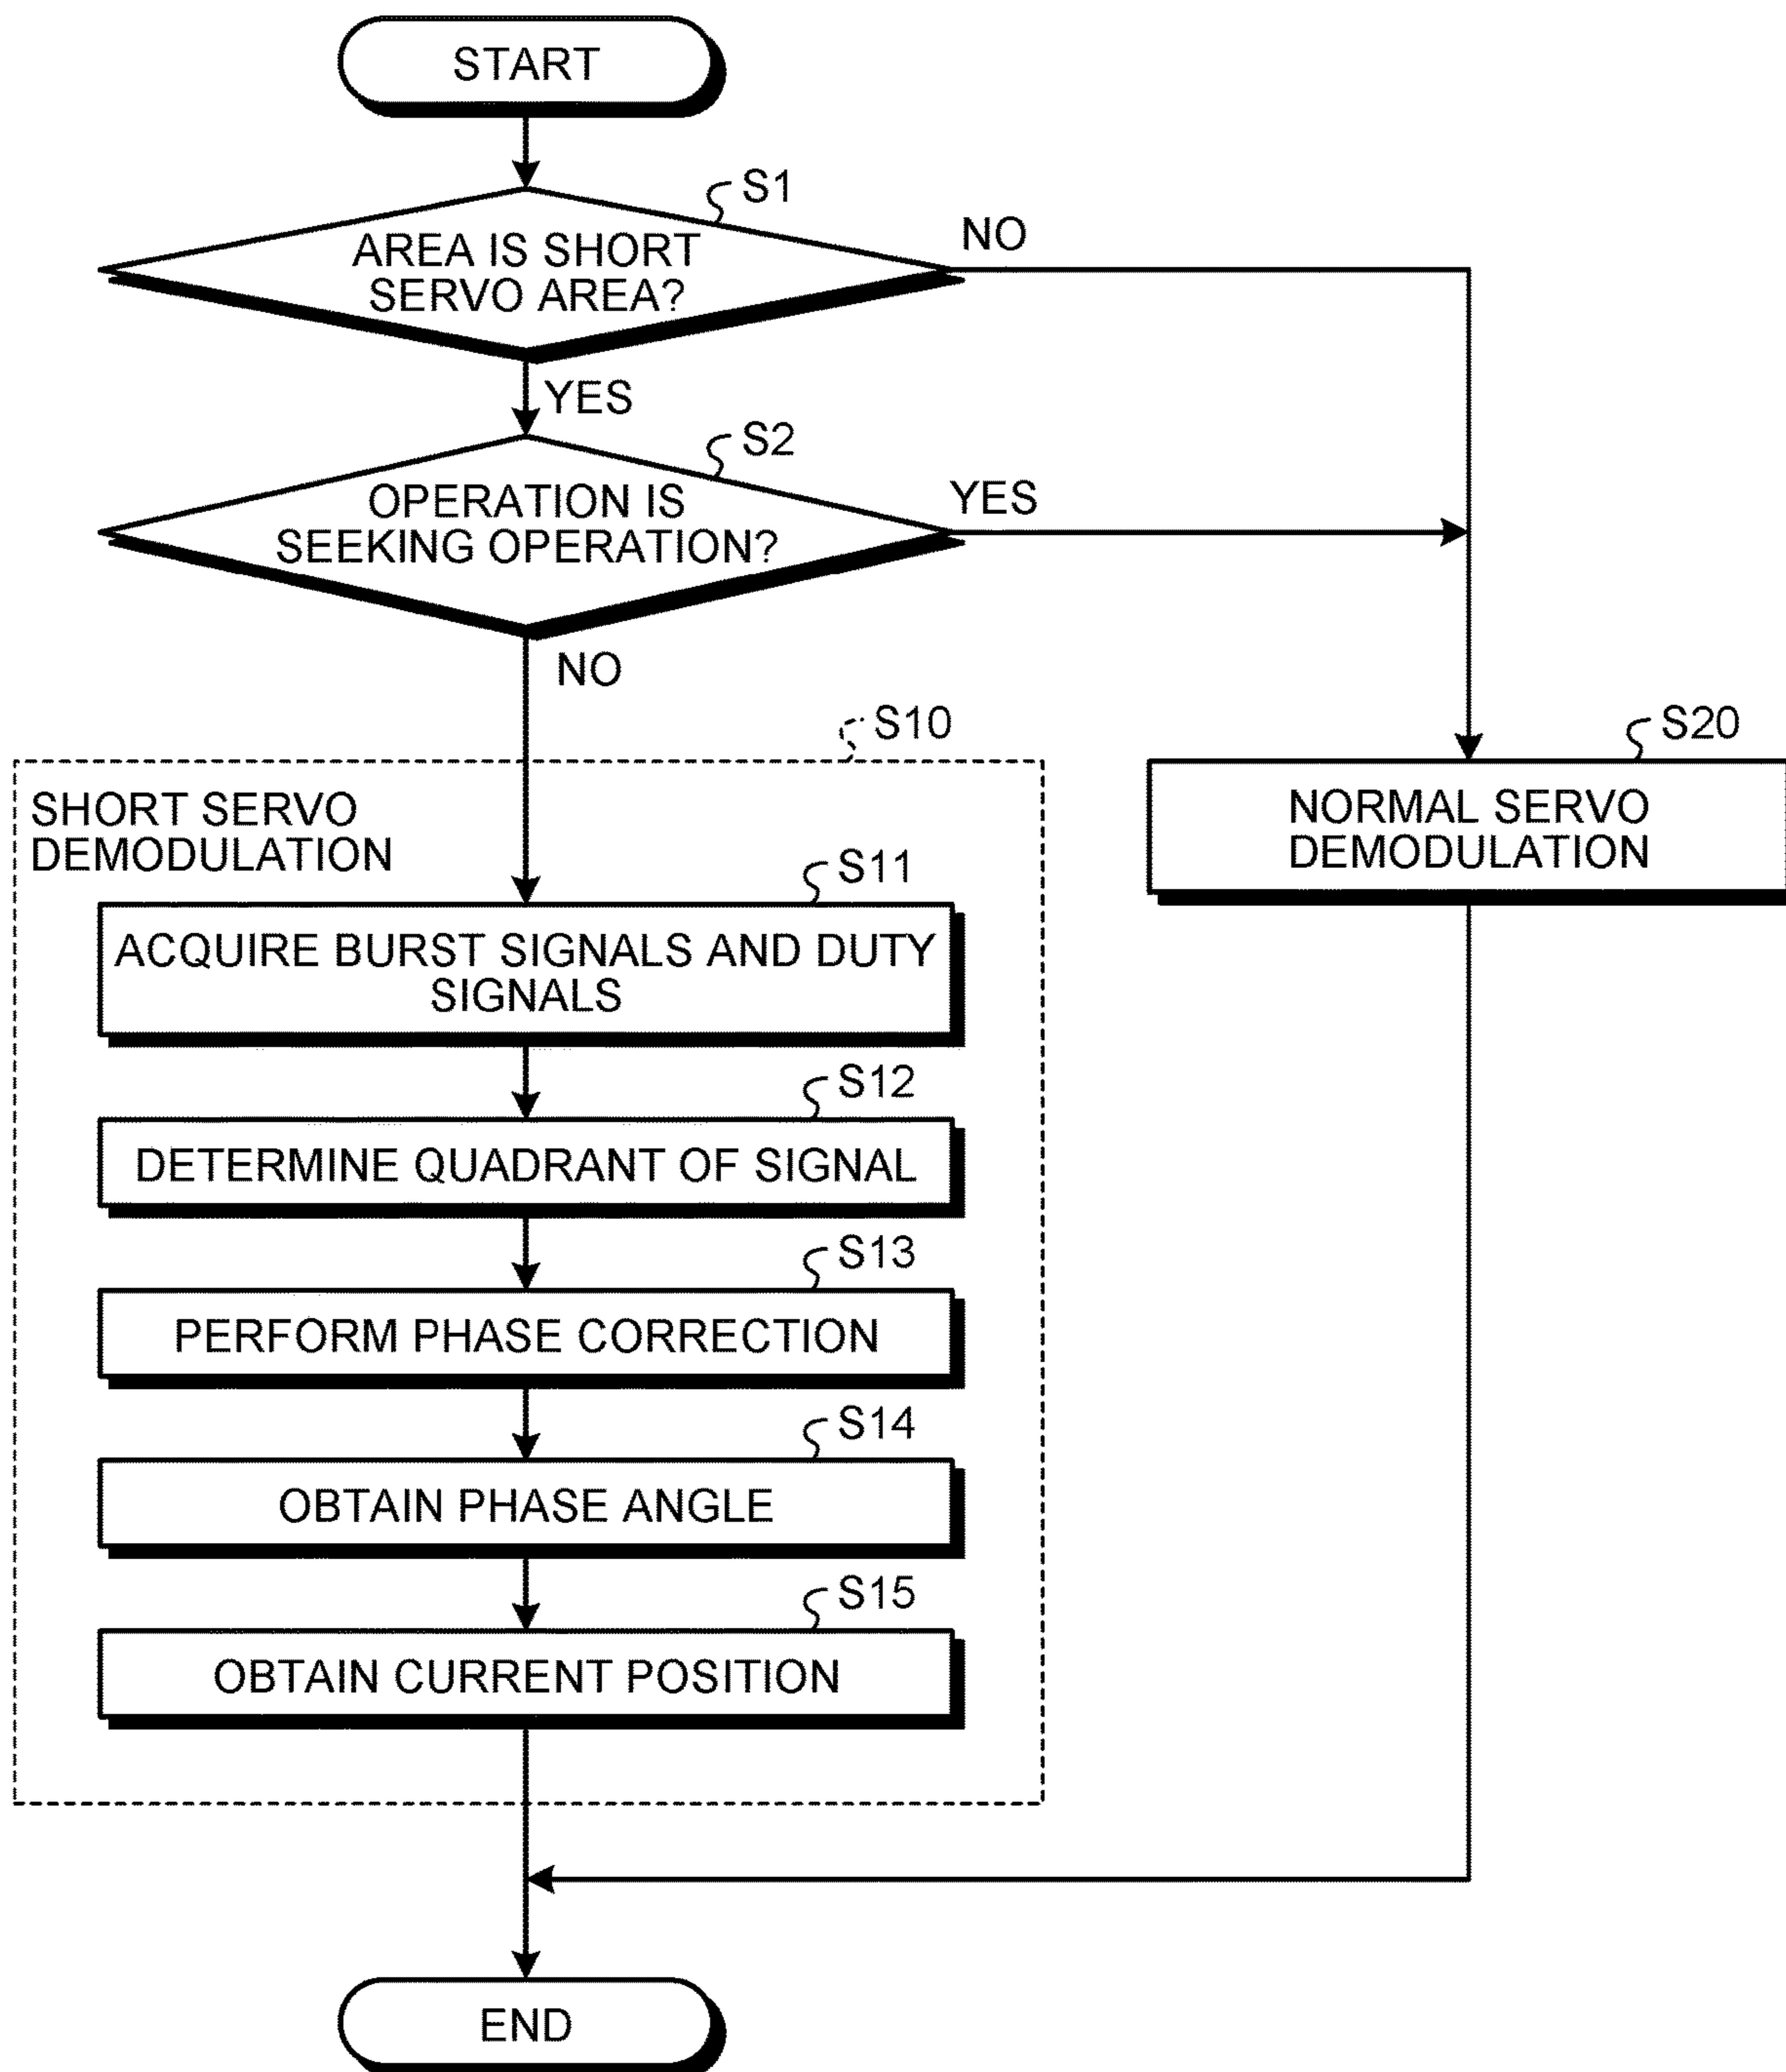 START
S1
AREA IS SHORT
SERVO AREA?
NO
YES
S2
OPERATION IS
SEEKING OPERATION?
YES
NO
S10
S20
SHORT SERVO
DEMODULATION
NORMAL SERVO
DEMODULATION
S11
ACQUIRE BURST SIGNALS AND DUTY
SIGNALS
S12
DETERMINE QUADRANT OF SIGNAL
S13
PERFORM PHASE CORRECTION
S14
OBTAIN PHASE ANGLE
S15
OBTAIN CURRENT POSITION
END